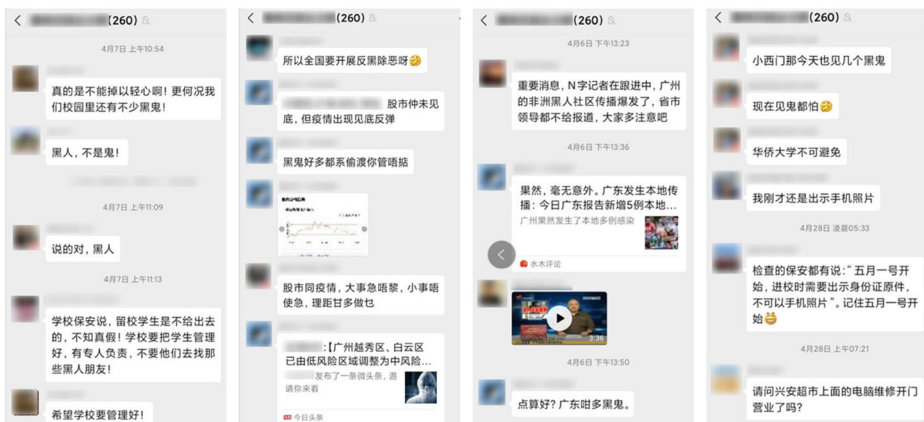 (260)
4月7日 上午10:54
真的是不能掉以轻心啊！更何况我
们校园里还有不少黑鬼！
黑人，不是鬼！
4月7日 上午11:09
说的对，黑人
4月7日 上午11:13
学校保安说，留校学生是不给出去
的，不知真假！学校要把学生管理
好，有专人负责，不要他们去找那
些黑人朋友！
希望学校要管理好！
(260)
所以全国要开展反黑除恶呀🤔
股市仲未见
底，但疫情出现见底反弹
黑鬼好多都系偷渡你管唔掂
股市同疫情，大事急唔黎，小事唔
使急，理距甘多做乜
:【广州越秀区、白云区
已由低风险区域调整为中风险...
发布了一条微头条，邀
请你来看
今日头条
(260)
4月6日 下午13:23
重要消息，N字记者在跟进中，广州
的非洲黑人社区传播爆发了，省市
领导都不给报道，大家多注意吧
4月6日 下午13:36
果然，毫无意外。广东发生本地传
播：今日广东报告新增5例本地...
广州果然发生了本地多例感染
水木评论
3:36
4月6日 下午13:50
点算好？广东咁多黑鬼。
(260)
小西门那今天也见几个黑鬼
现在见鬼都怕🤔
华侨大学不可避免
我刚才还是出示手机照片
4月28日 凌晨05:33
检查的保安都有说：“五月一号开
始，进校时需要出示身份证原件，
不可以手机照片”。记住五月一号开
始😄
4月28日 上午07:21
请问兴安超市上面的电脑维修开门
营业了吗？